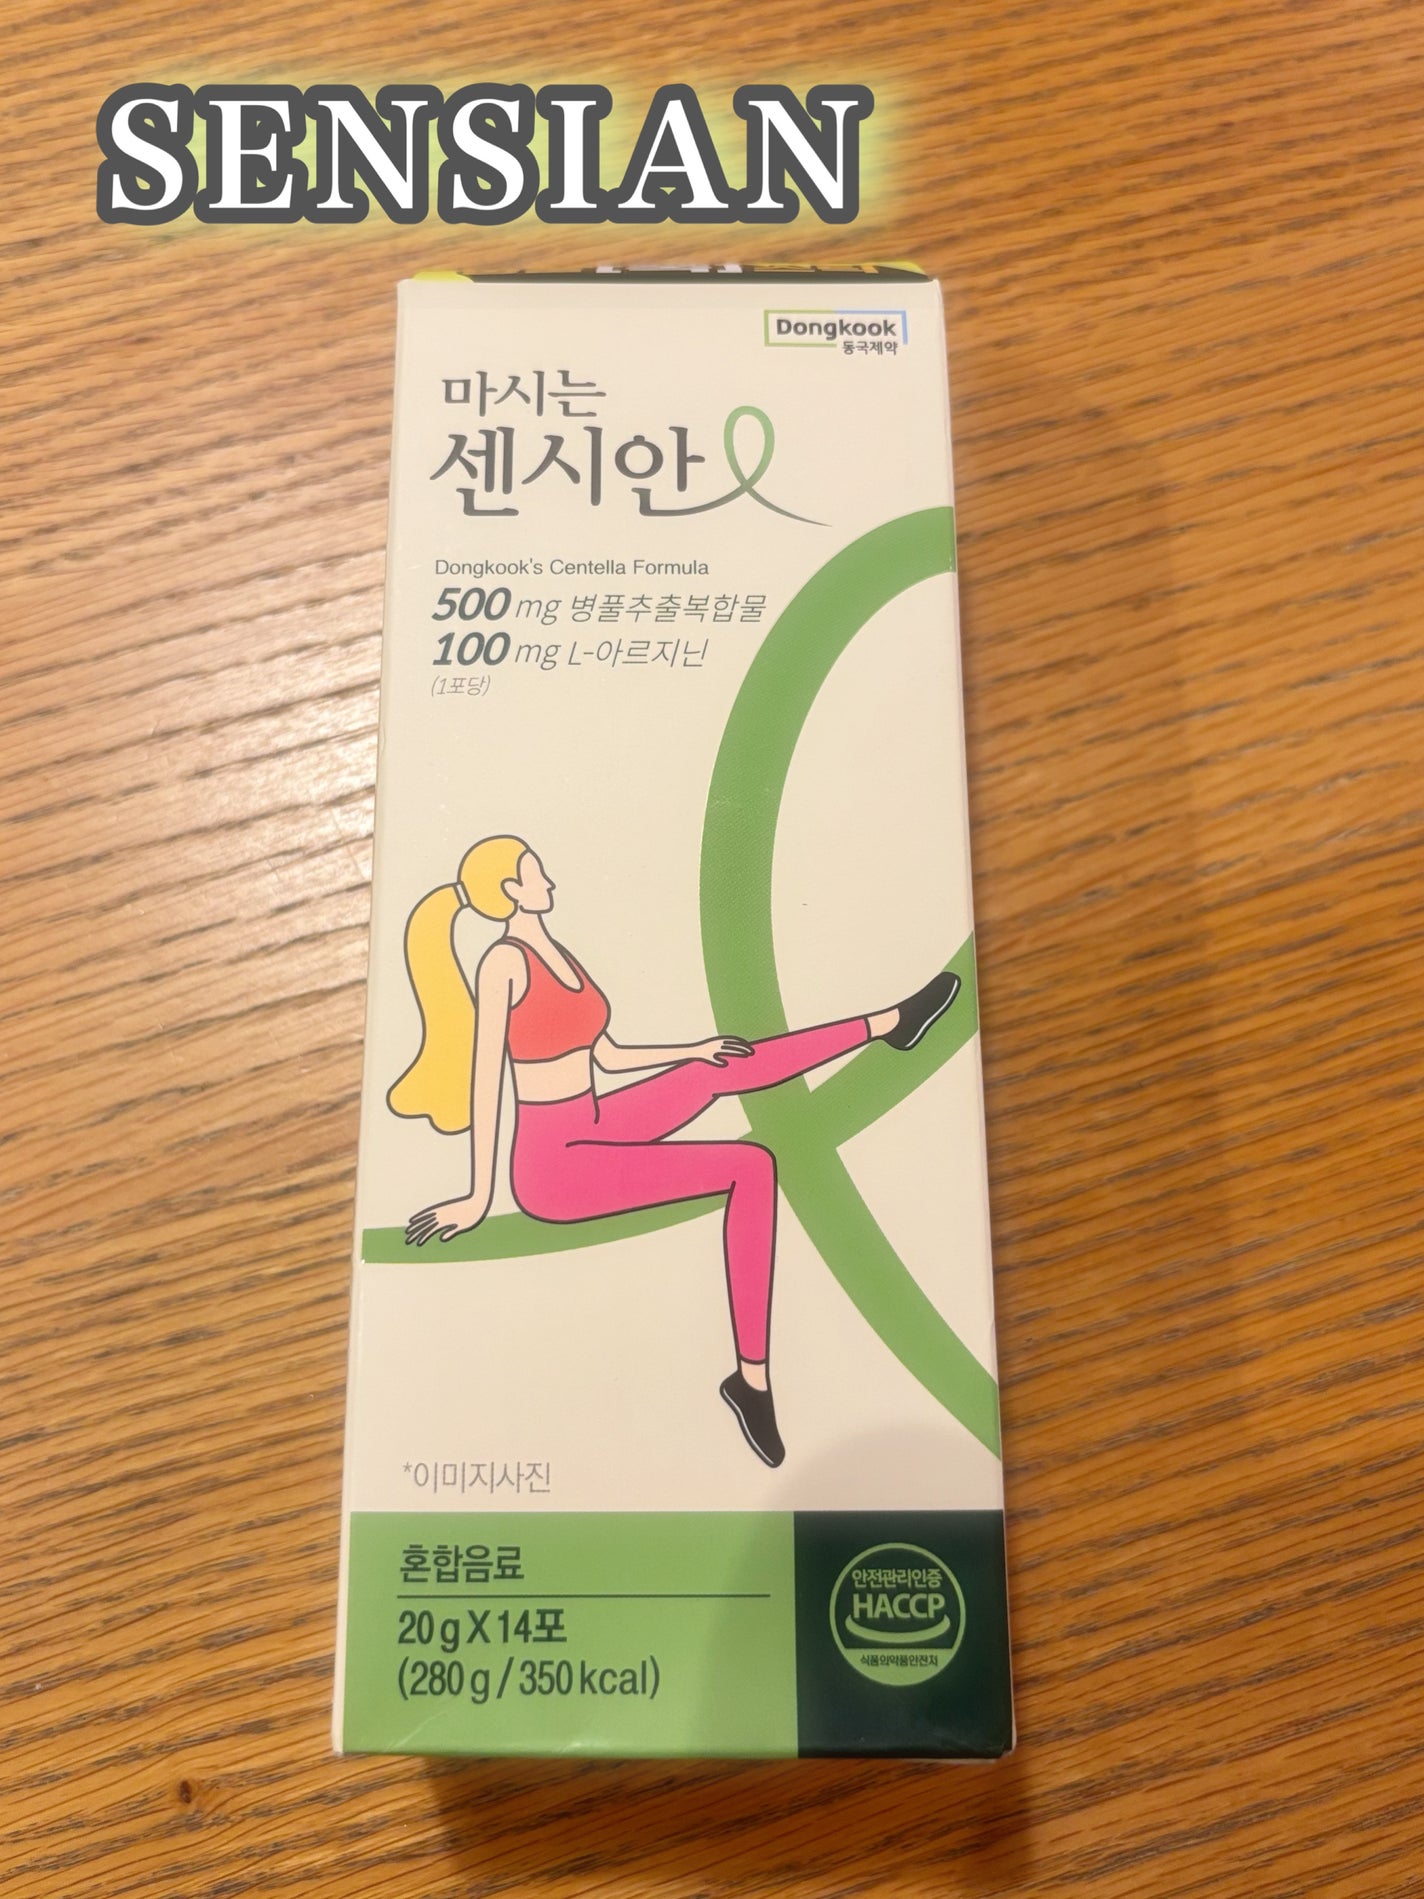 SENSIAN
Dongkook
동국제약
마시는
센시안
Dongkook's Centella Formula
500 mg 병풀추출복합물
100 mg L-아르지닌
(1포당)
*이미지사진
혼합음료
20 g X 14포
(280 g / 350 kcal)
안전관리인증
HACCP
식품의약품안전처